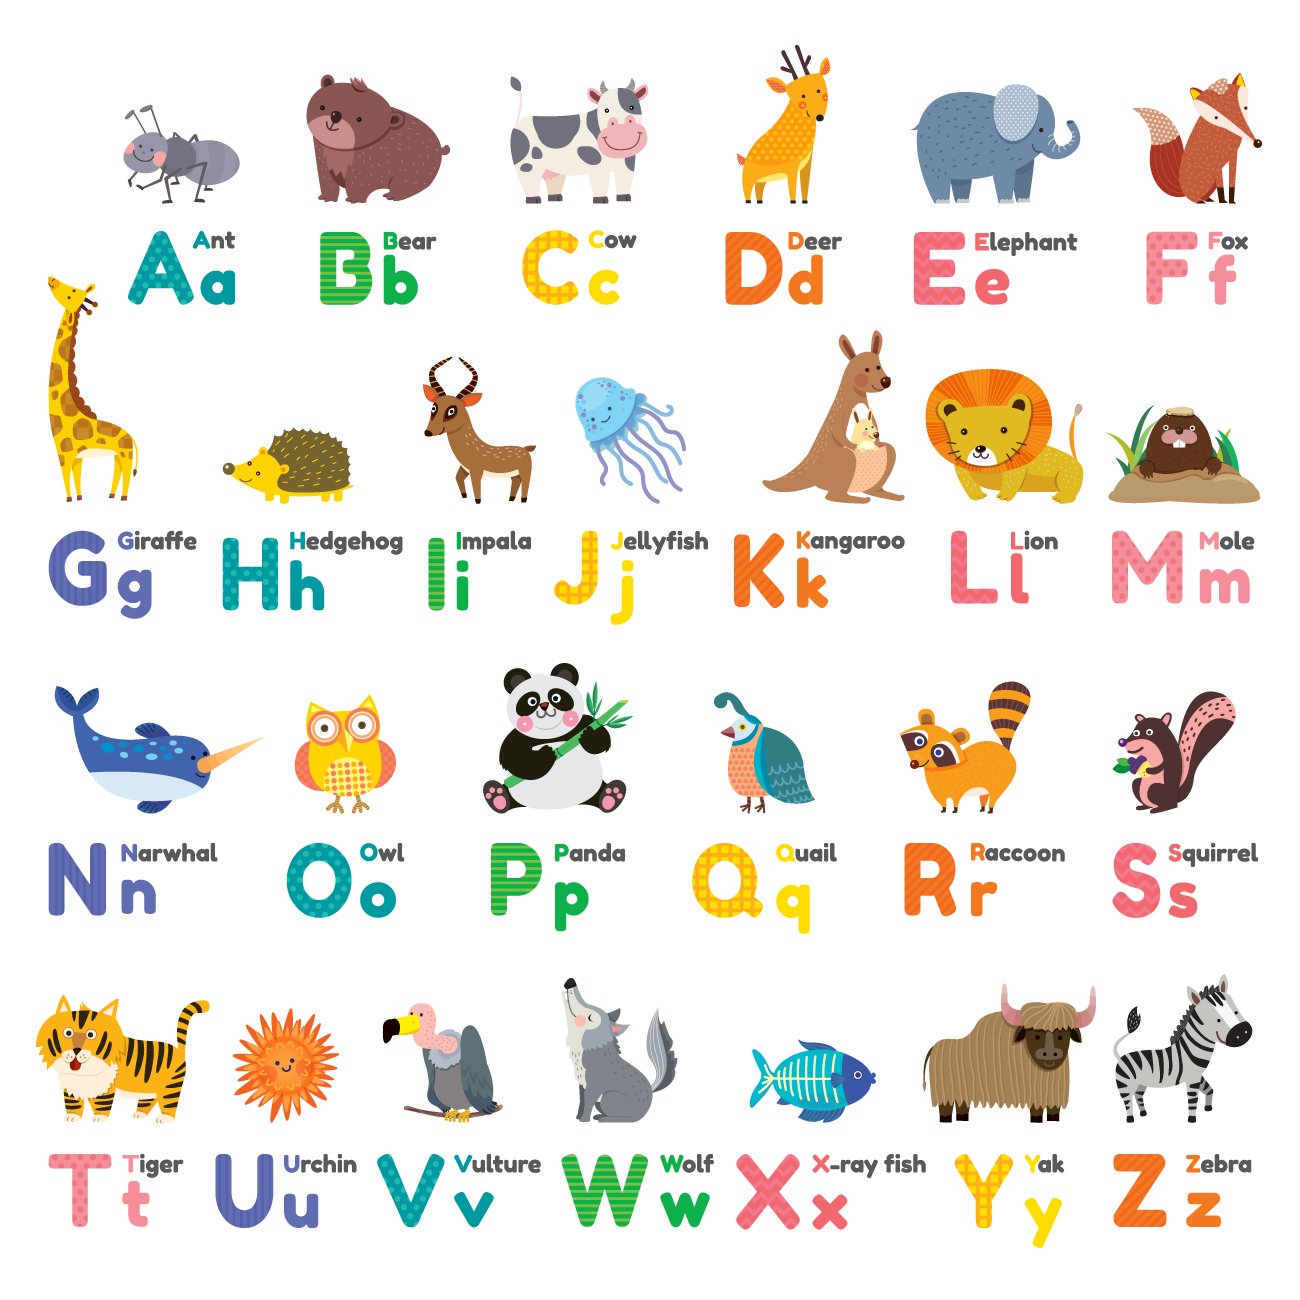 Aa Ant
Bb Bear
Cc Cow
Dd Deer
Ee Elephant
Ff Fox
Gg Giraffe
Hh Hedgehog
Ii Impala
Jj Jellyfish
Kk Kangaroo
Ll Lion
Mm Mole
Nn Narwhal
Oo Owl
Pp Panda
Qq Quail
Rr Raccoon
Ss Squirrel
Tt Tiger
Uu Urchin
Vv Vulture
Ww Wolf
Xx X-ray fish
Yy Yak
Zz Zebra